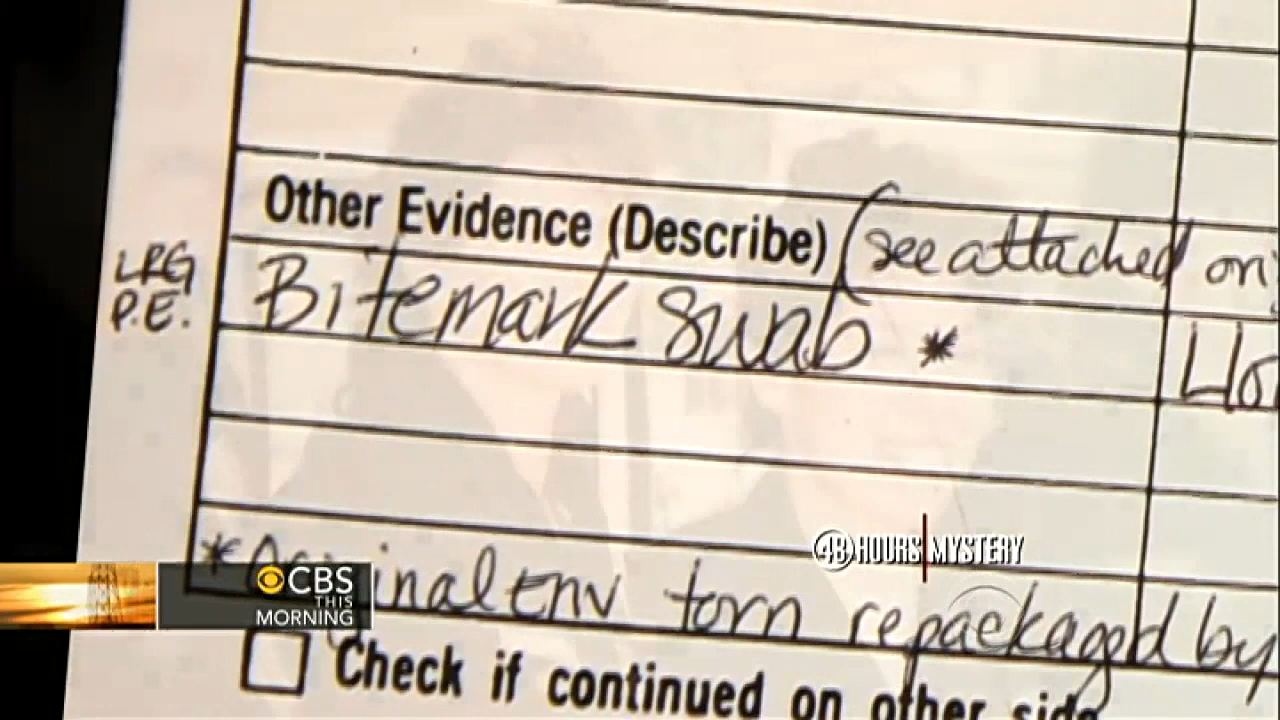 Other Evidence (Describe) (see attached
LRG
P.E.
Bitemark swab *
48 HOURS MYSTERY
* Original env torn repackaged by
CBS
THIS
MORNING
Check if continued on other side